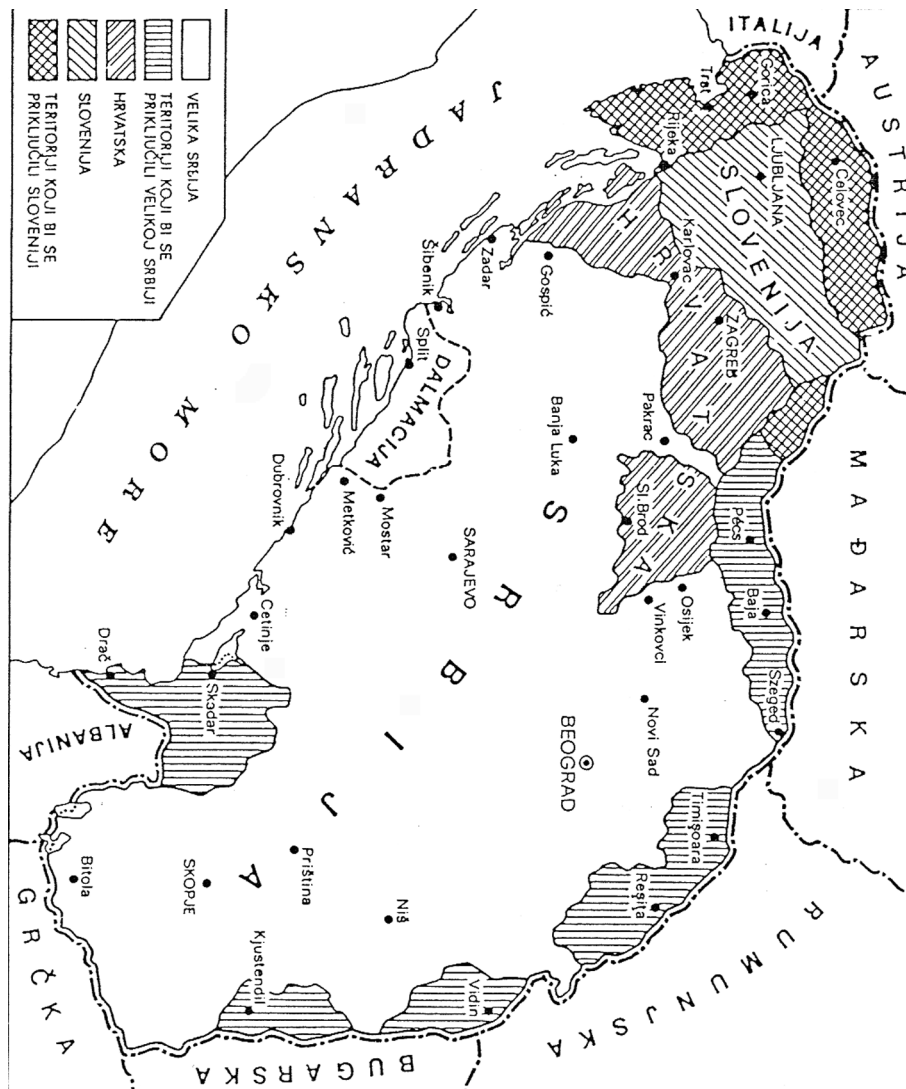 ITALIJA
AUSTRIJA
MAĐARSKA
RUMUNJSKA
BUGARSKA
GRČKA
ALBANIJA
JADRANSKO MORE
SLOVENIJA
HRVATSKA
SRBIJA
DALMACIJA
Gorica
Trst
Celovec
LJUBLJANA
Rijeka
Karlovac
ZAGREB
Gospić
Zadar
Šibenik
Split
Pakrac
Banja Luka
Sl.Brod
Pécs
Baja
Szeged
Osijek
Vinkovci
Novi Sad
BEOGRAD
Timişoara
Reşiţa
Dubrovnik
Metković
Mostar
SARAJEVO
Cetinje
Skadar
Drač
Bitola
SKOPJE
Priština
Niš
Kjustendil
Vidin
VELIKA SRBIJA
TERITORIJI KOJI BI SE
PRIKLJUČILI VELIKOJ SRBIJI
HRVATSKA
SLOVENIJA
TERITORIJI KOJI BI SE
PRIKLJUČILI SLOVENIJI